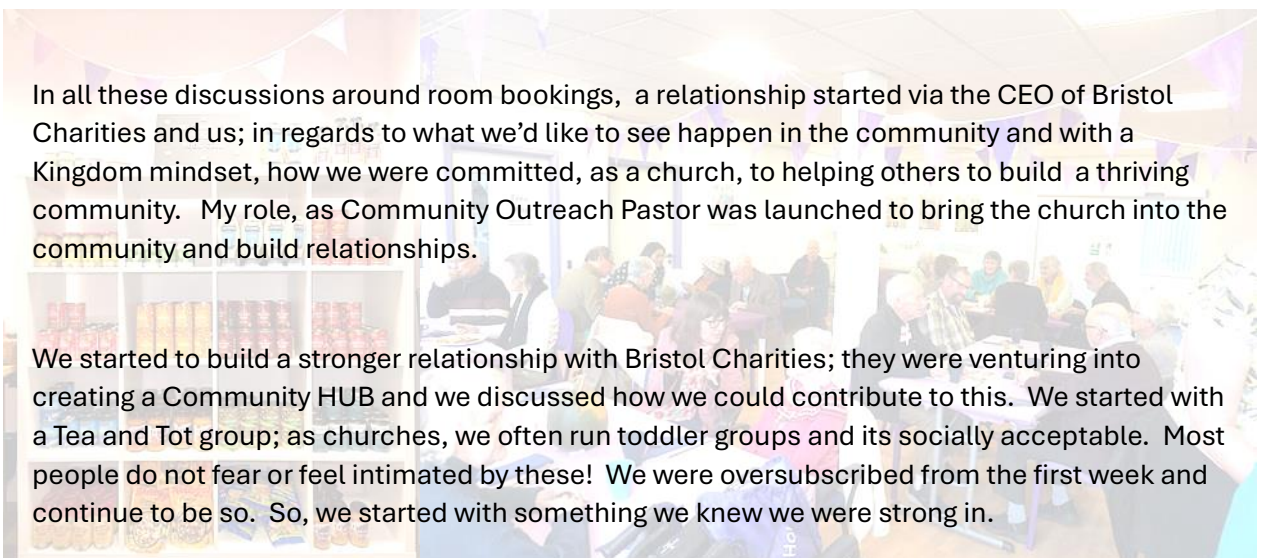 In all these discussions around room bookings,  a relationship started via the CEO of Bristol
Charities and us; in regards to what we’d like to see happen in the community and with a
Kingdom mindset, how we were committed, as a church, to helping others to build  a thriving
community.   My role, as Community Outreach Pastor was launched to bring the church into the
community and build relationships.
We started to build a stronger relationship with Bristol Charities; they were venturing into
creating a Community HUB and we discussed how we could contribute to this.  We started with
a Tea and Tot group; as churches, we often run toddler groups and its socially acceptable.  Most
people do not fear or feel intimated by these!  We were oversubscribed from the first week and
continue to be so.  So, we started with something we knew we were strong in.